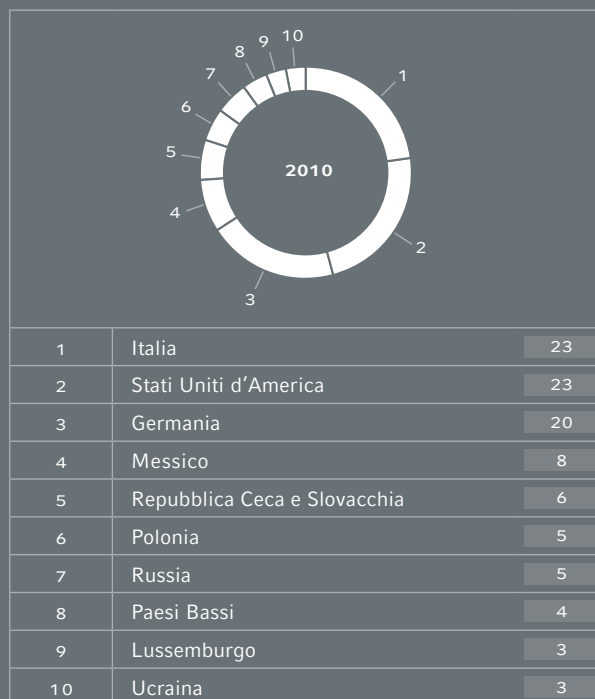 10
9
8
7
1
6
5
2010
4
2
3
1 Italia 23
2 Stati Uniti d’America 23
3 Germania 20
4 Messico 8
5 Repubblica Ceca e Slovacchia 6
6 Polonia 5
7 Russia 5
8 Paesi Bassi 4
9 Lussemburgo 3
10 Ucraina 3